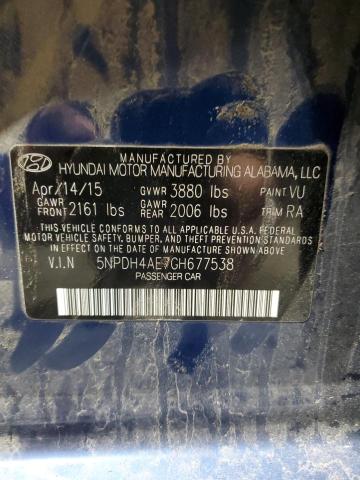 MANUFACTURED BY
HYUNDAI MOTOR MANUFACTURING ALABAMA, LLC
Apr/14/15 GVWR 3880 lbs PAINT VU
GAWR FRONT 2161 lbs GAWR REAR 2006 lbs TRIM RA
THIS VEHICLE CONFORMS TO ALL APPLICABLE U.S.A. FEDERAL
MOTOR VEHICLE SAFETY, BUMPER, AND THEFT PREVENTION
STANDARDS IN EFFECT ON THE DATE OF MANUFACTURE SHOWN ABOVE.
V.I.N 5NPDH4AE7GH677538
PASSENGER CAR